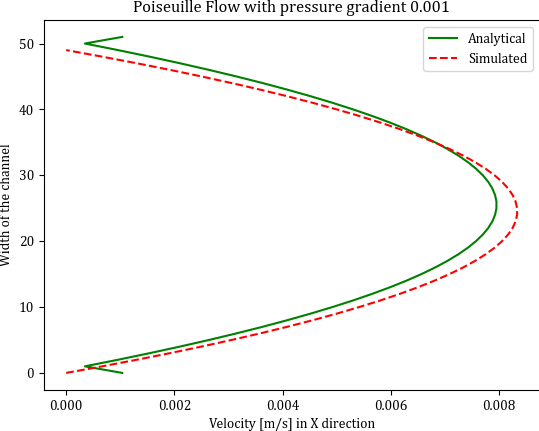 Poiseuille Flow with pressure gradient 0.001
Analytical
Simulated
Width of the channel
50
40
30
20
10
0
0.000 0.002 0.004 0.006 0.008
Velocity [m/s] in X direction